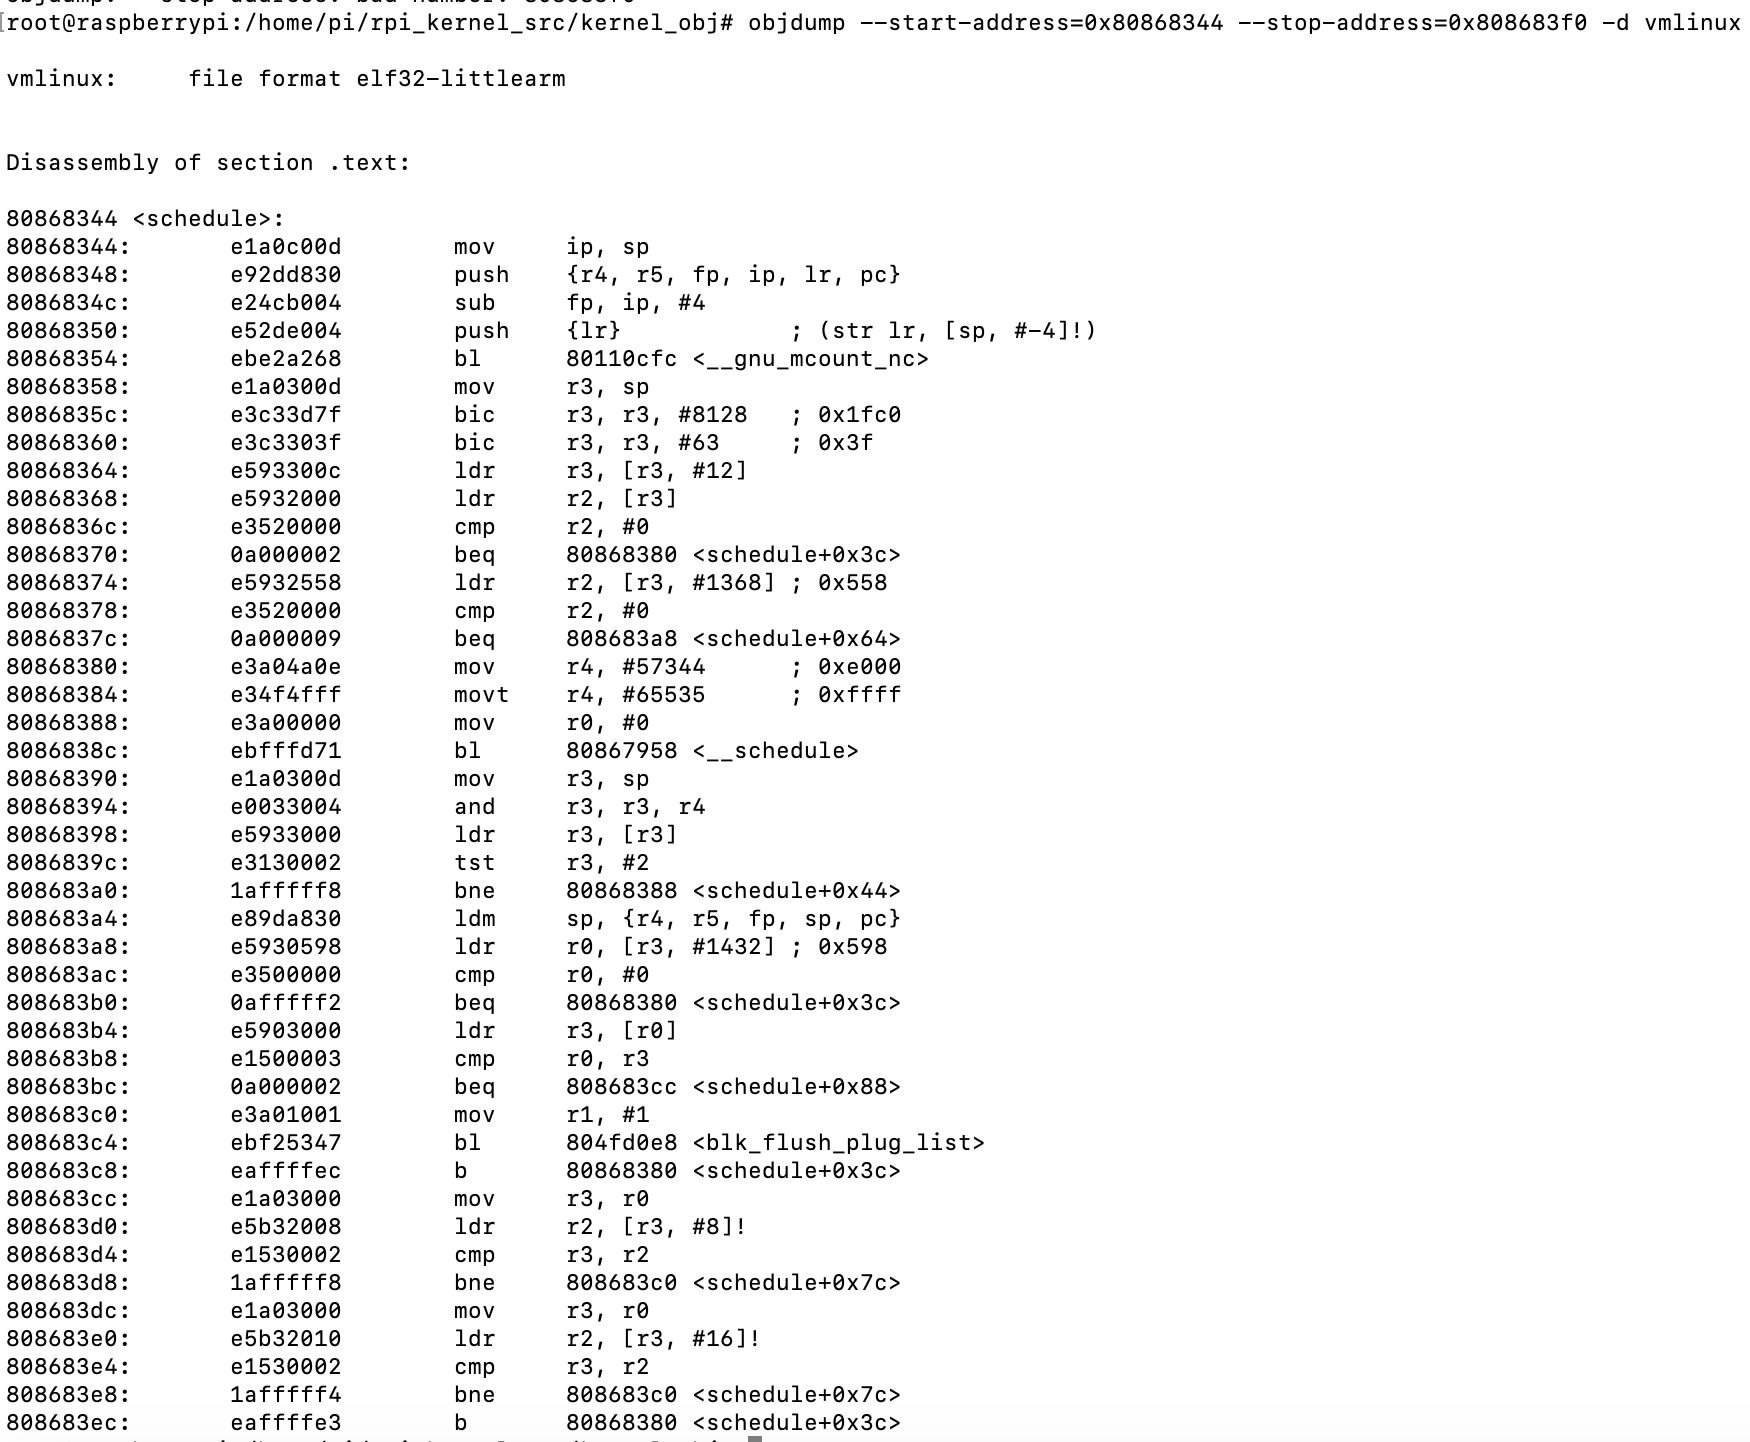 root@raspberrypi:/home/pi/rpi_kernel_src/kernel_obj# objdump --start-address=0x80868344 --stop-address=0x808683f0 -d vmlinux
vmlinux:     file format elf32-littlearm
Disassembly of section .text:
80868344 <schedule>:
80868344:	e1a0c00d	mov	ip, sp
80868348:	e92dd830	push	{r4, r5, fp, ip, lr, pc}
8086834c:	e24cb004	sub	fp, ip, #4
80868350:	e52de004	push	{lr}	; (str lr, [sp, #-4]!)
80868354:	ebe2a268	bl	80110cfc <__gnu_mcount_nc>
80868358:	e1a0300d	mov	r3, sp
8086835c:	e3c33d7f	bic	r3, r3, #8128	; 0x1fc0
80868360:	e3c3303f	bic	r3, r3, #63	; 0x3f
80868364:	e593300c	ldr	r3, [r3, #12]
80868368:	e5932000	ldr	r2, [r3]
8086836c:	e3520000	cmp	r2, #0
80868370:	0a000002	beq	80868380 <schedule+0x3c>
80868374:	e5932558	ldr	r2, [r3, #1368]	; 0x558
80868378:	e3520000	cmp	r2, #0
8086837c:	0a000009	beq	808683a8 <schedule+0x64>
80868380:	e3a04a0e	mov	r4, #57344	; 0xe000
80868384:	e34f4fff	movt	r4, #65535	; 0xffff
80868388:	e3a00000	mov	r0, #0
8086838c:	ebfffd71	bl	80867958 <__schedule>
80868390:	e1a0300d	mov	r3, sp
80868394:	e0033004	and	r3, r3, r4
80868398:	e5933000	ldr	r3, [r3]
8086839c:	e3130002	tst	r3, #2
808683a0:	1afffff8	bne	80868388 <schedule+0x44>
808683a4:	e89da830	ldm	sp, {r4, r5, fp, sp, pc}
808683a8:	e5930598	ldr	r0, [r3, #1432]	; 0x598
808683ac:	e3500000	cmp	r0, #0
808683b0:	0afffff2	beq	80868380 <schedule+0x3c>
808683b4:	e5903000	ldr	r3, [r0]
808683b8:	e1500003	cmp	r0, r3
808683bc:	0a000002	beq	808683cc <schedule+0x88>
808683c0:	e3a01001	mov	r1, #1
808683c4:	ebf25347	bl	804fd0e8 <blk_flush_plug_list>
808683c8:	eaffffec	b	80868380 <schedule+0x3c>
808683cc:	e1a03000	mov	r3, r0
808683d0:	e5b32008	ldr	r2, [r3, #8]!
808683d4:	e1530002	cmp	r3, r2
808683d8:	1afffff8	bne	808683c0 <schedule+0x7c>
808683dc:	e1a03000	mov	r3, r0
808683e0:	e5b32010	ldr	r2, [r3, #16]!
808683e4:	e1530002	cmp	r3, r2
808683e8:	1afffff4	bne	808683c0 <schedule+0x7c>
808683ec:	eaffffe3	b	80868380 <schedule+0x3c>